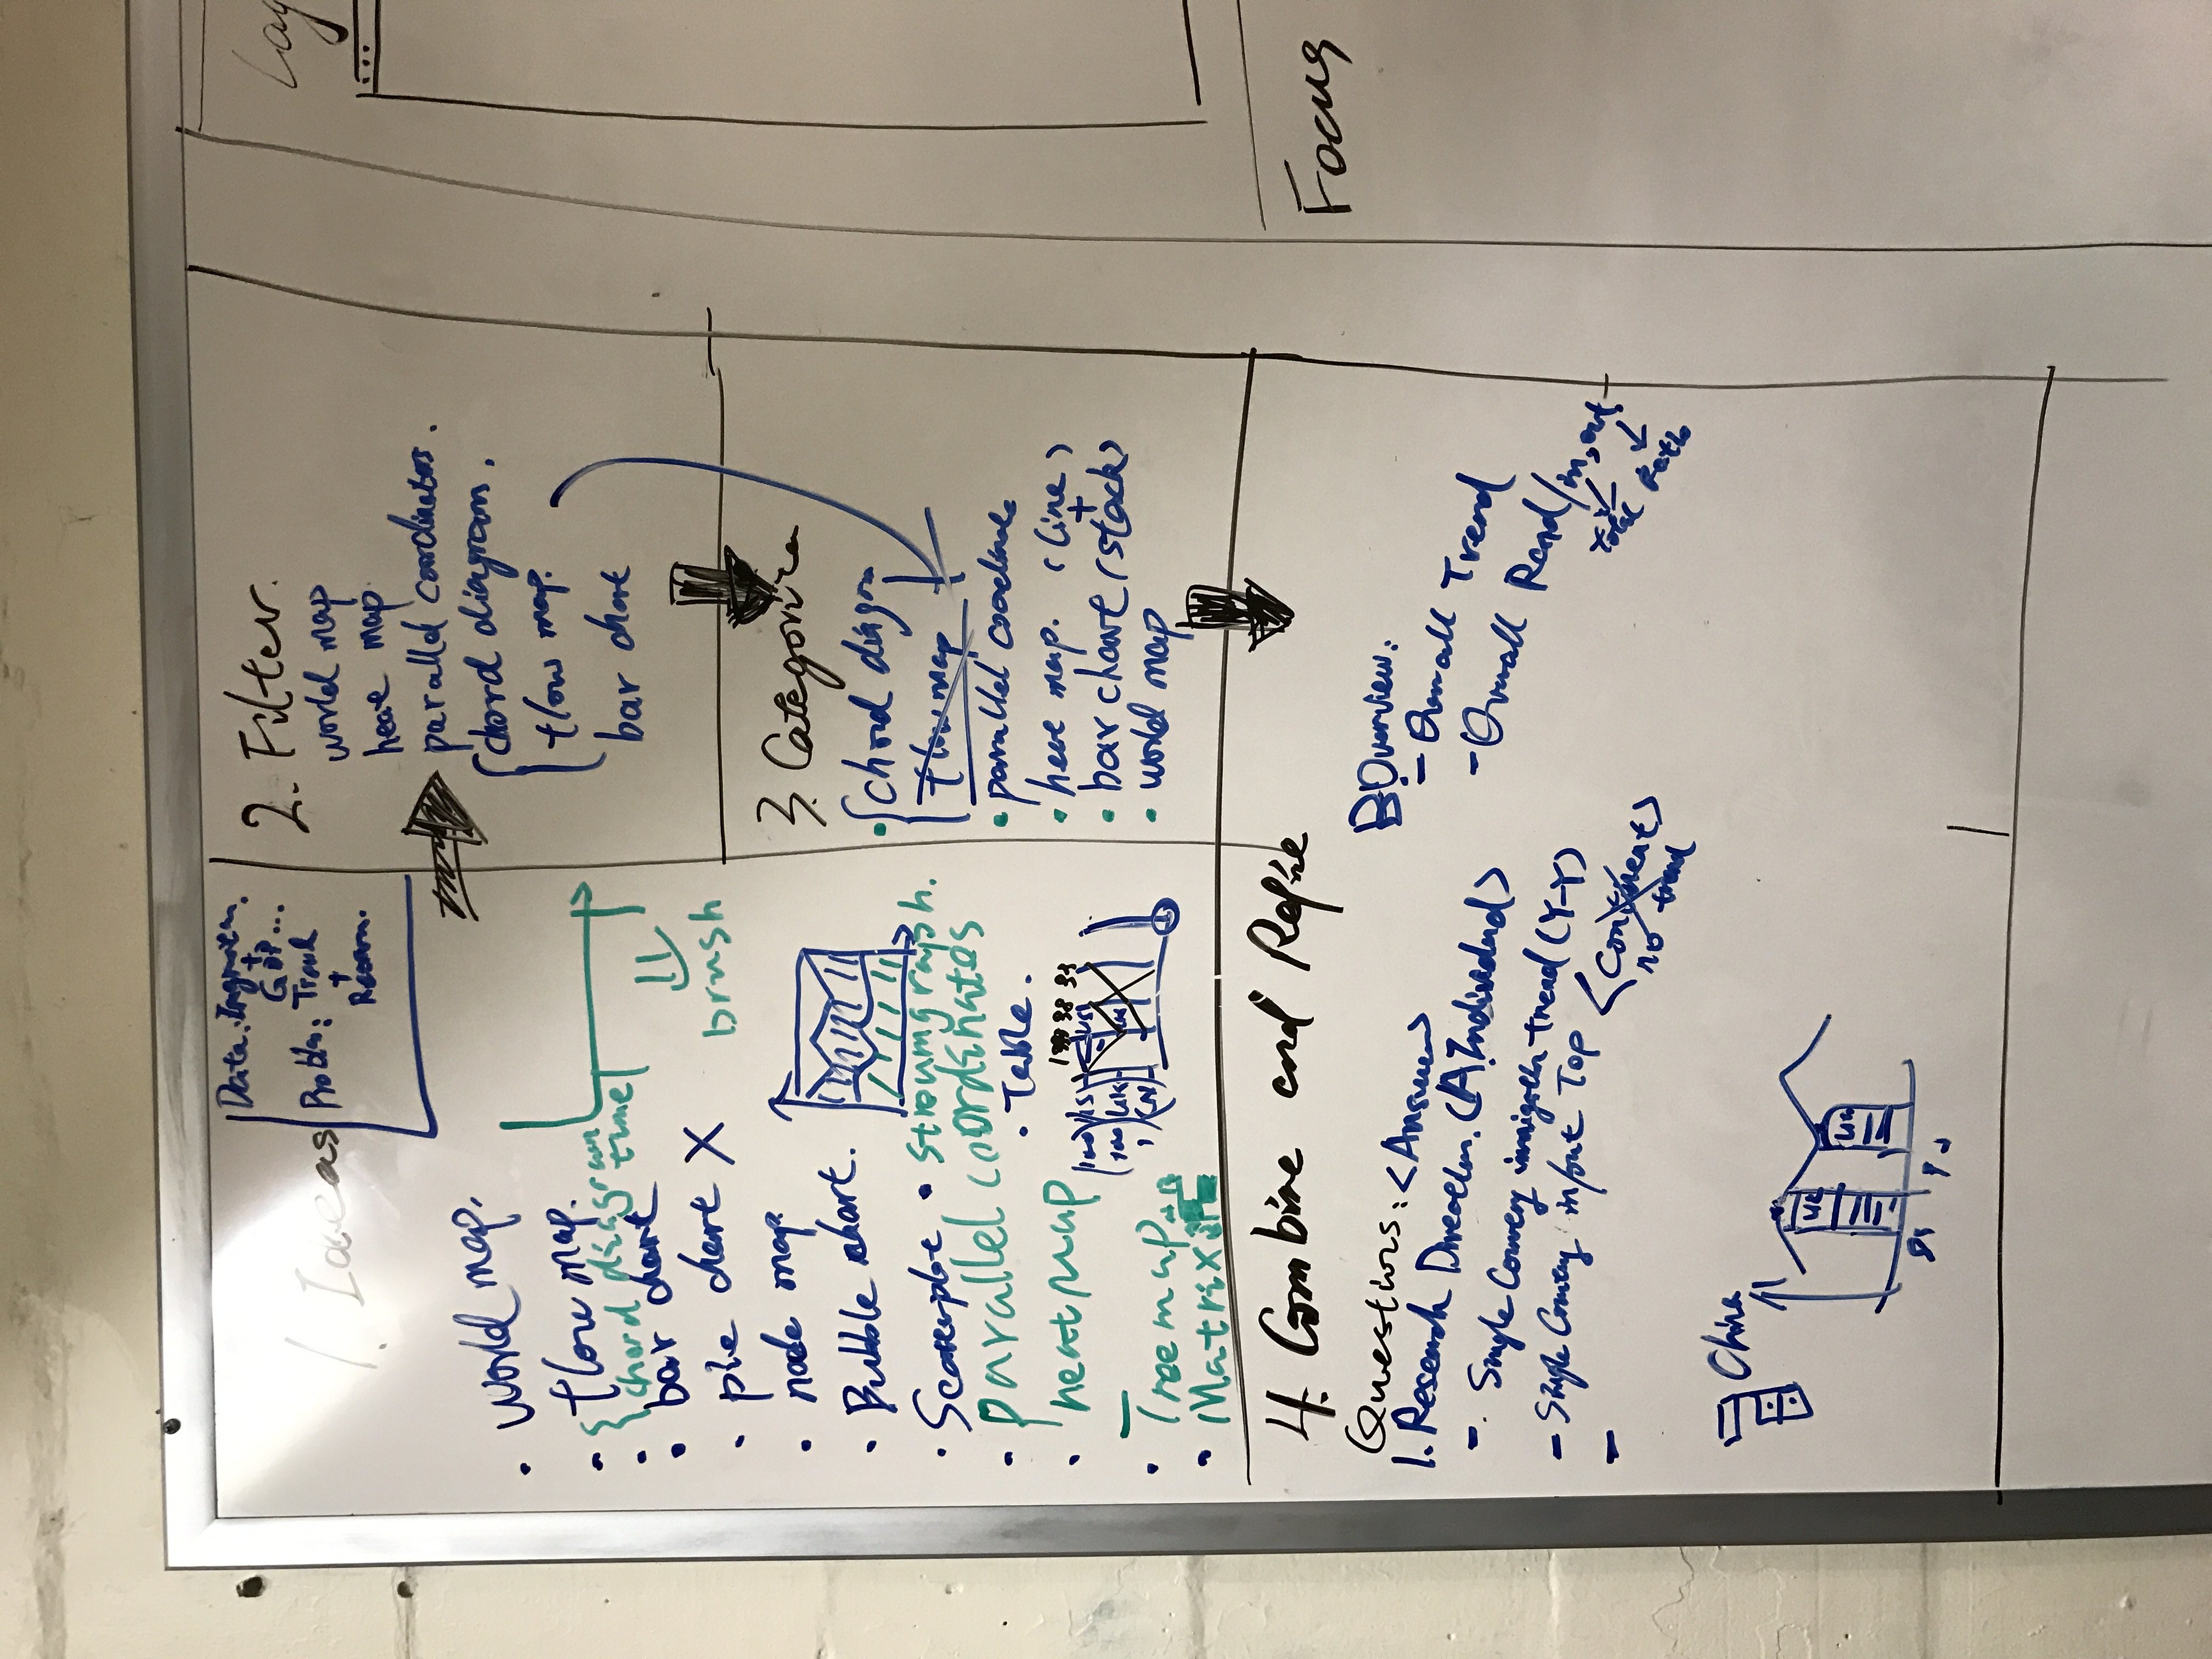 1. Ideas
Data:
+
GDP...
Problem: Trend
+
world map.
flow map.
chord diagram
bar chart
pie chart X
node map
Bubble chart.
Scatterplot
parallel coordinates
heat map
Treemap
Matrix
time
brush
streamgraph.
Table.
2. Filter.
world map
heat map
parallel coordinates.
chord diagram.
flow map.
bar chart
3. Categorize
chord diagram
flow map
parallel coordinate
heat map. (line)
+
bar chart (stack)
world map
4. Combine and Refine
Questions: <Answer>
1. Research Direction. (A. Individual)
- Single Country immigration trend (Y-Y)
- Single Country in/out Top
-
<Continent>
no trend
B. Overview:
- Overall Trend
- Overall Rand/in, out.
total ratio
China
UK
US
Lay
Focus